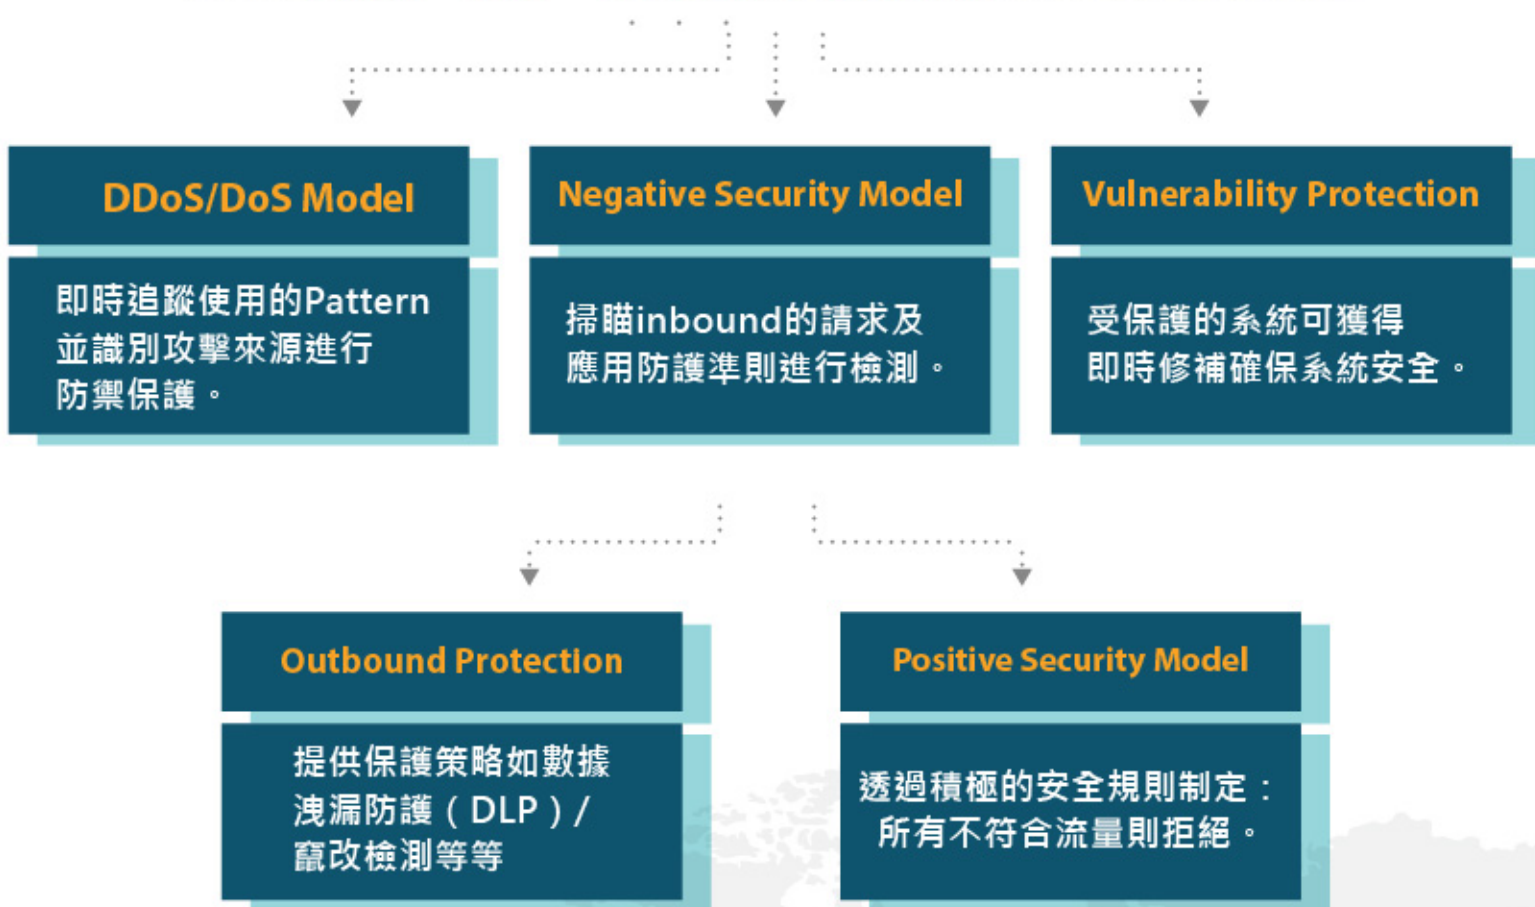 DDoS/DoS Model
即時追蹤使用的Pattern
並識別攻擊來源進行
防禦保護。
Negative Security Model
掃瞄inbound的請求及
應用防護準則進行檢測。
Vulnerability Protection
受保護的系統可獲得
即時修補確保系統安全。
Outbound Protection
提供保護策略如數據
洩漏防護（DLP）/
竄改檢測等等
Positive Security Model
透過積極的安全規則制定：
所有不符合流量則拒絕。